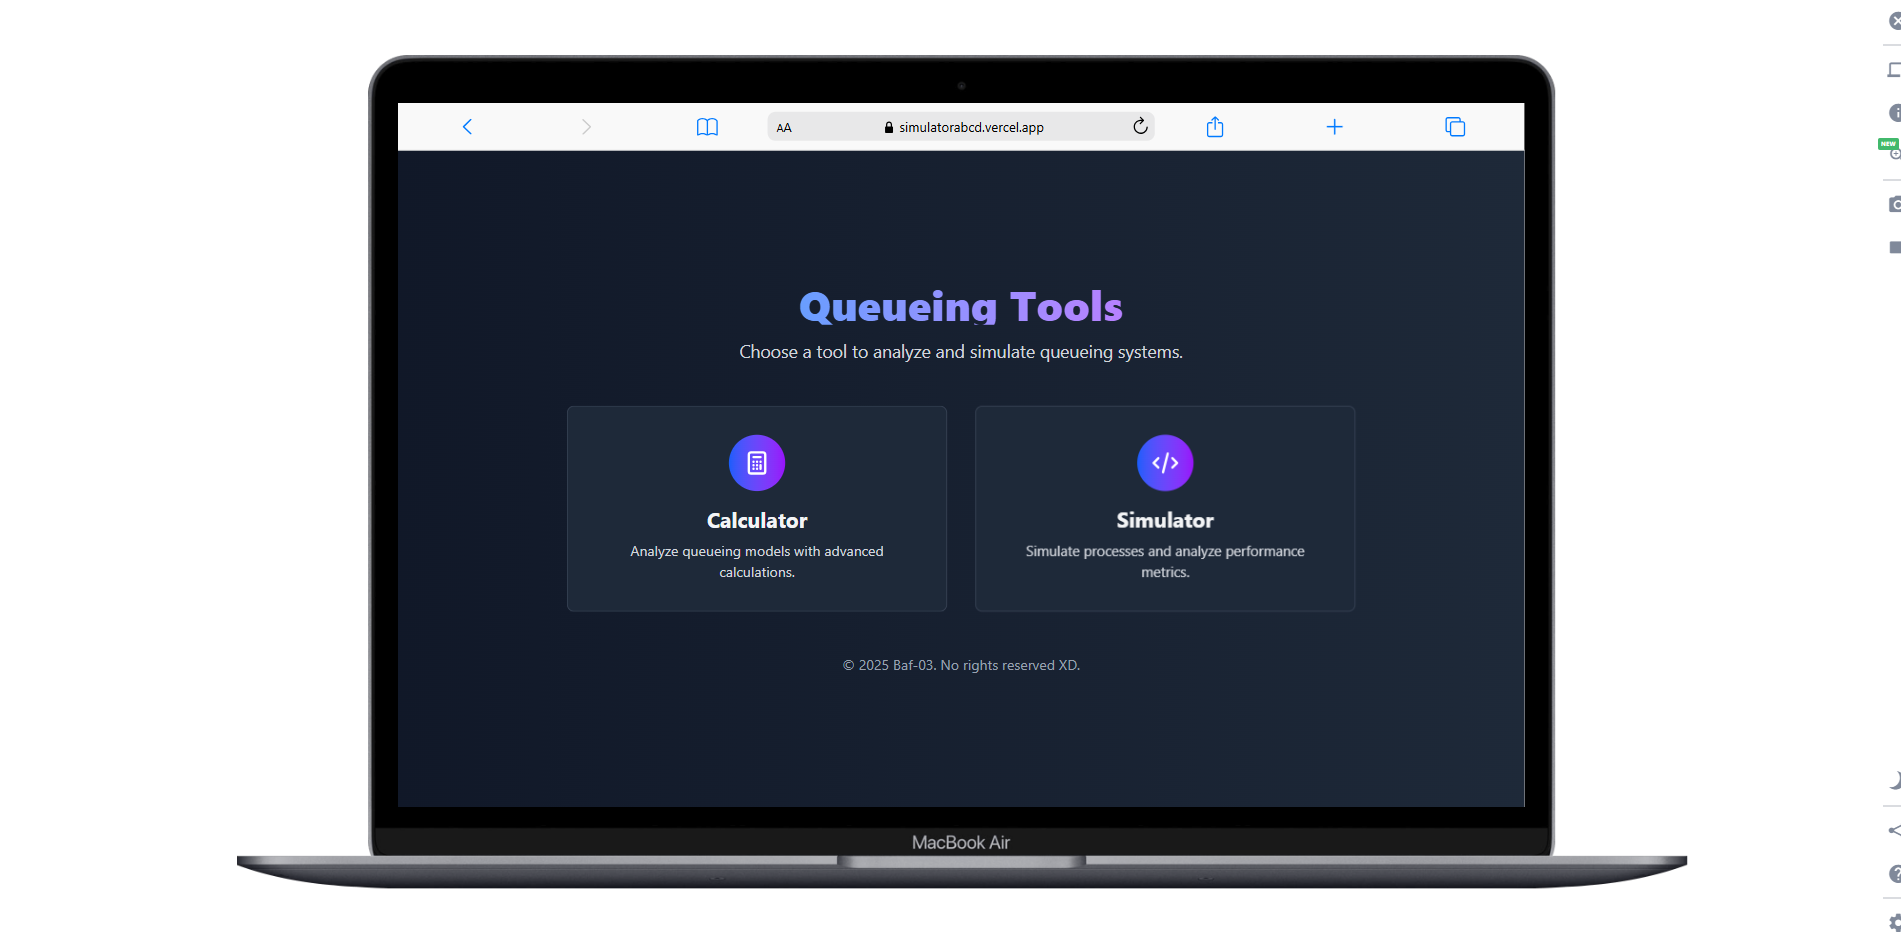 AA
simulatorabcd.vercel.app
NEW
Queueing Tools
Choose a tool to analyze and simulate queueing systems.
Calculator
Analyze queueing models with advanced
calculations.
Simulator
Simulate processes and analyze performance
metrics.
© 2025 Baf-03. No rights reserved XD.
MacBook Air